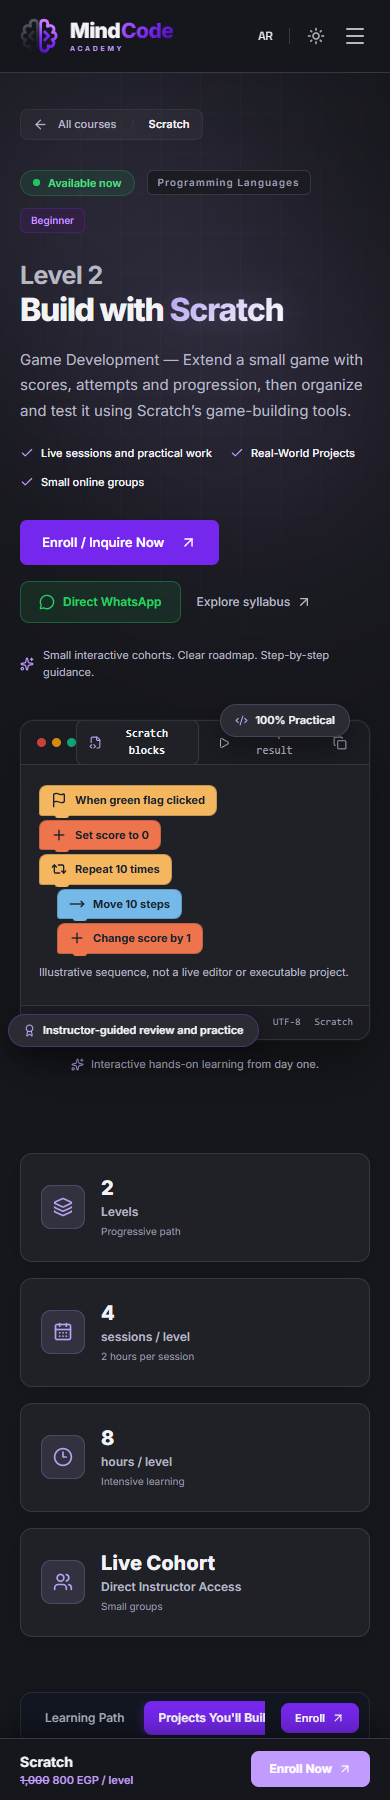 MindCode
ACADEMY
AR
All courses / Scratch
Available now
Programming Languages
Beginner
Level 2
Build with Scratch
Game Development — Extend a small game with
scores, attempts and progression, then organize
and test it using Scratch’s game-building tools.
Live sessions and practical work
Real-World Projects
Small online groups
Enroll / Inquire Now
Direct WhatsApp
Explore syllabus
Small interactive cohorts. Clear roadmap. Step-by-step
guidance.
100% Practical
Scratch
blocks
result
When green flag clicked
Set score to 0
Repeat 10 times
Move 10 steps
Change score by 1
Illustrative sequence, not a live editor or executable project.
Instructor-guided review and practice
UTF-8 Scratch
Interactive hands-on learning from day one.
2
Levels
Progressive path
4
sessions / level
2 hours per session
8
hours / level
Intensive learning
Live Cohort
Direct Instructor Access
Small groups
Learning Path
Projects You'll Buil
Enroll
Scratch
1,000 800 EGP / level
Enroll Now